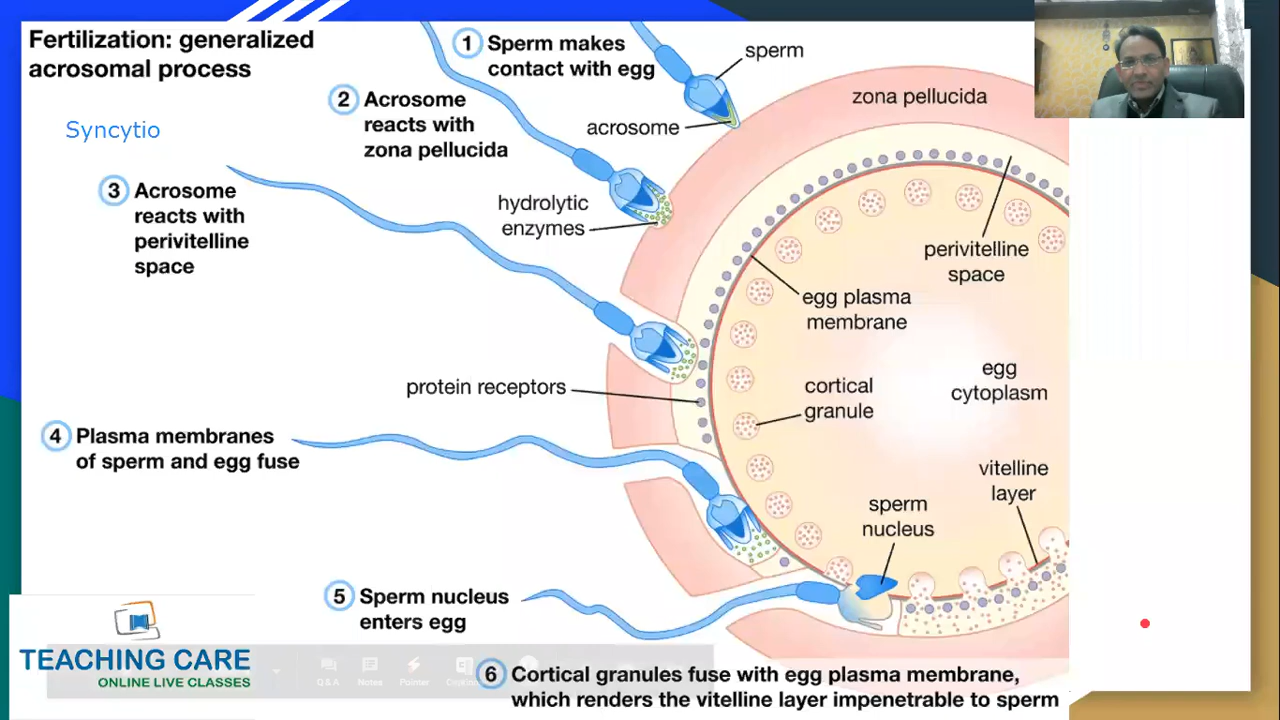 Fertilization: generalized
acrosomal process
Syncytio
1 Sperm makes
contact with egg
sperm
acrosome
zona pellucida
2 Acrosome
reacts with
zona pellucida
hydrolytic
enzymes
3 Acrosome
reacts with
perivitelline
space
perivitelline
space
egg plasma
membrane
protein receptors
cortical
granule
egg
cytoplasm
4 Plasma membranes
of sperm and egg fuse
vitelline
layer
sperm
nucleus
5 Sperm nucleus
enters egg
6 Cortical granules fuse with egg plasma membrane,
which renders the vitelline layer impenetrable to sperm
TEACHING CARE
ONLINE LIVE CLASSES
Q & A
Notes
Pointer